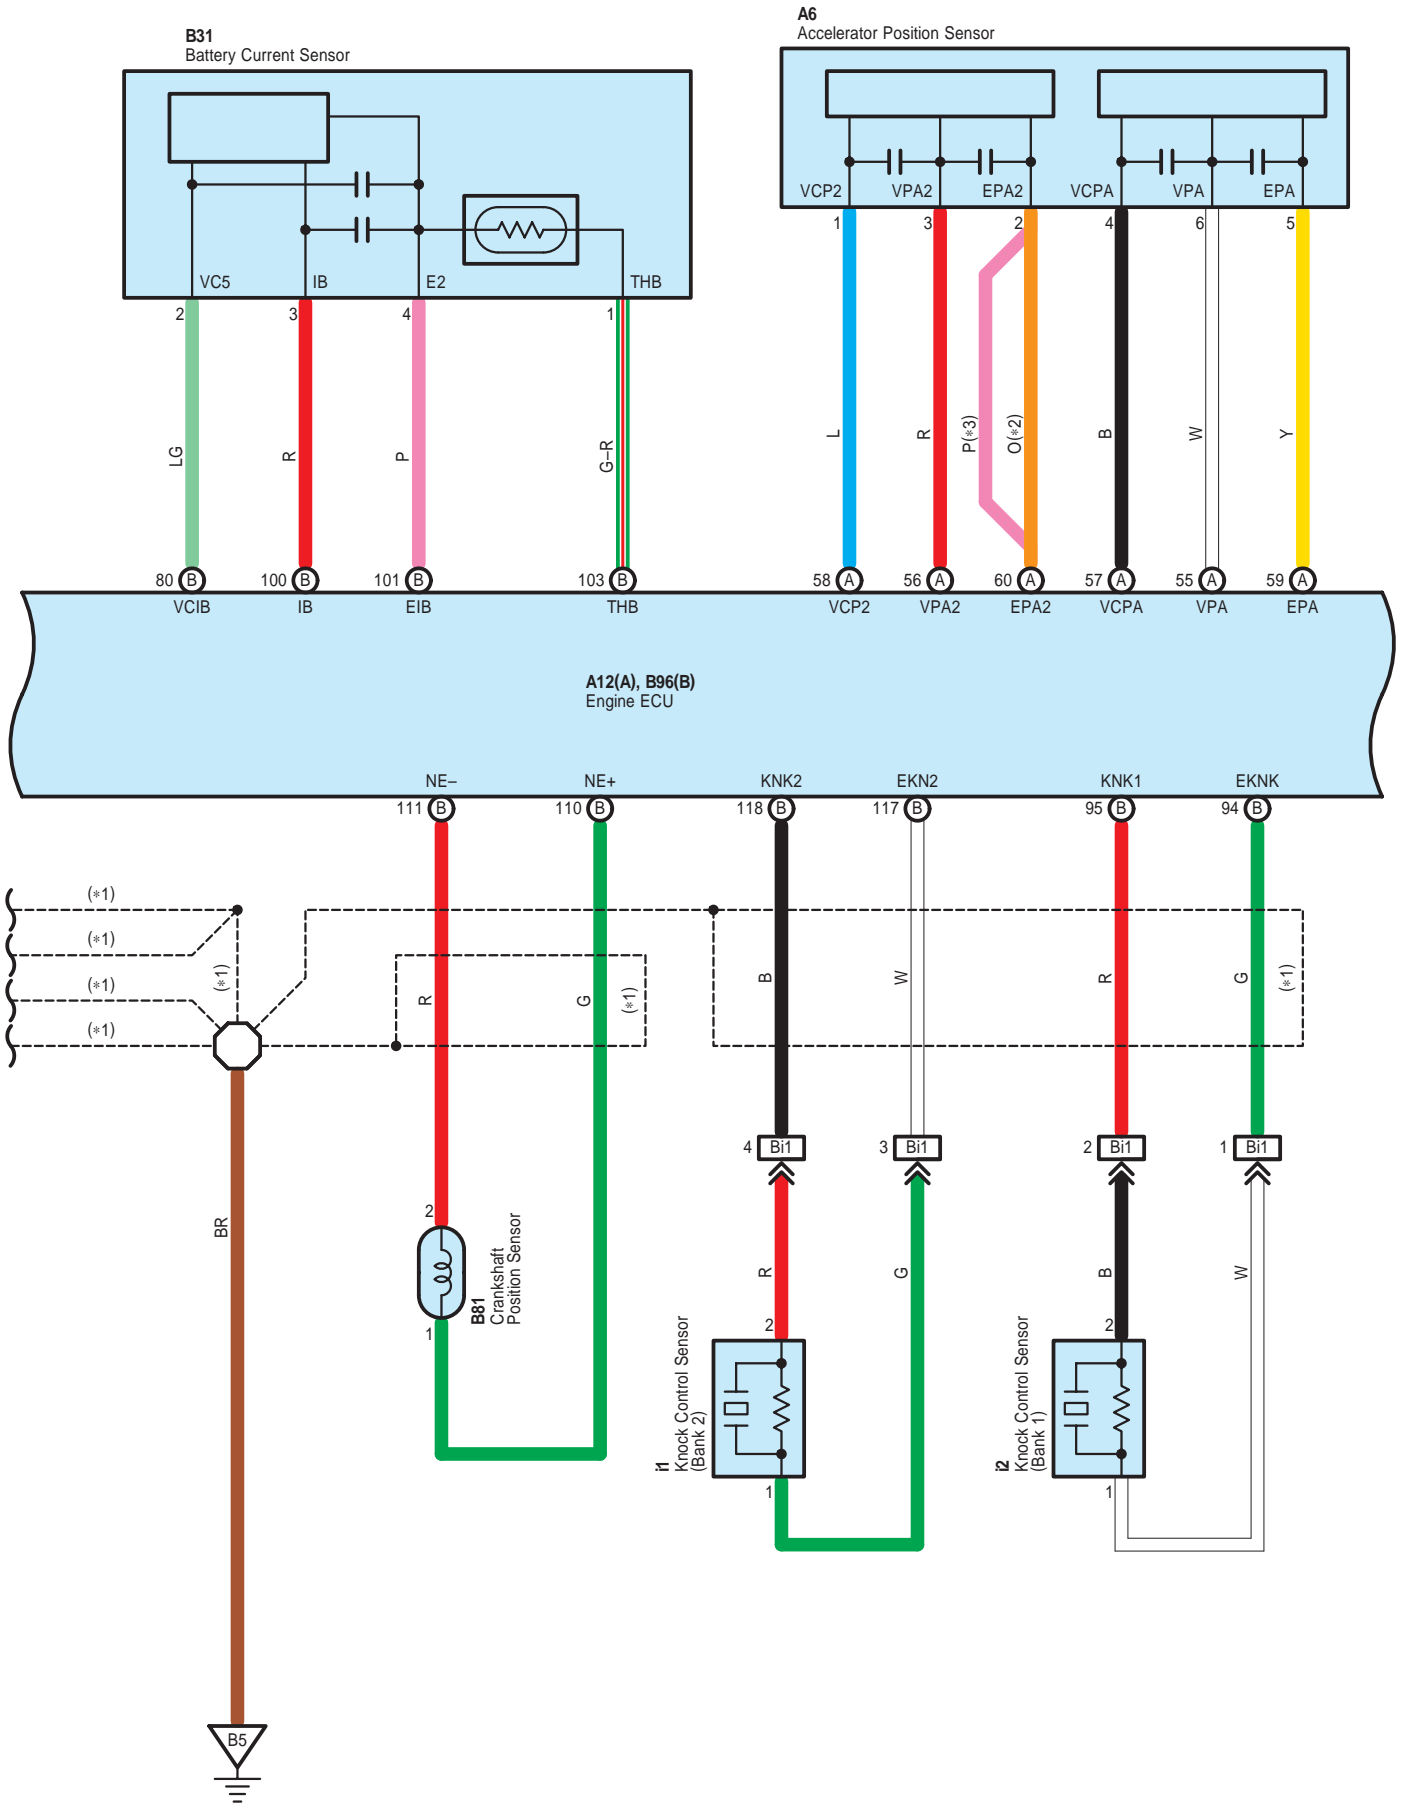 B31
Battery Current Sensor
A6
Accelerator Position Sensor
VCP2 VPA2 EPA2 VCPA VPA EPA
1 3 2 4 6 5
VC5 IB E2 THB
2 3 4 1
LG R P G–R L R P(*3) O(*2) B W Y
80 B 100 B 101 B 103 B 58 A 56 A 60 A 57 A 55 A 59 A
VCIB IB EIB THB VCP2 VPA2 EPA2 VCPA VPA EPA
A12(A), B96(B)
Engine ECU
NE– NE+ KNK2 EKN2 KNK1 EKNK
111 B 110 B 118 B 117 B 95 B 94 B
(*1)
(*1)
(*1)
(*1)
(*1)
R G (*1) B W R G (*1)
4 Bi1 3 Bi1 2 Bi1 1 Bi1
BR
2
B81
Crankshaft
Position Sensor
1
R G B W
2 2
i1
Knock Control Sensor
(Bank 2)
i2
Knock Control Sensor
(Bank 1)
1 1
B5